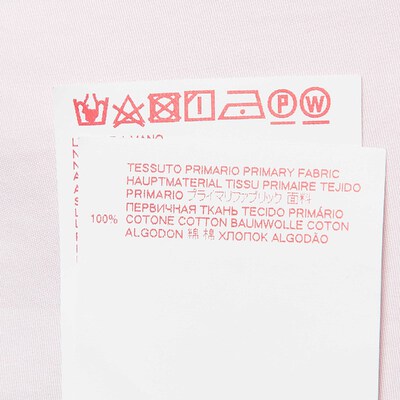 P W
TESSUTO PRIMARIO PRIMARY FABRIC
HAUPTMATERIAL TISSU PRIMAIRE TEJIDO
PRIMARIO プライマリファブリック 面料
ПЕРВИЧНАЯ ТКАНЬ TECIDO PRIMÁRIO
100% COTONE COTTON BAUMWOLLE COTON
ALGODON 綿 棉 ХЛОПОК ALGODÃO